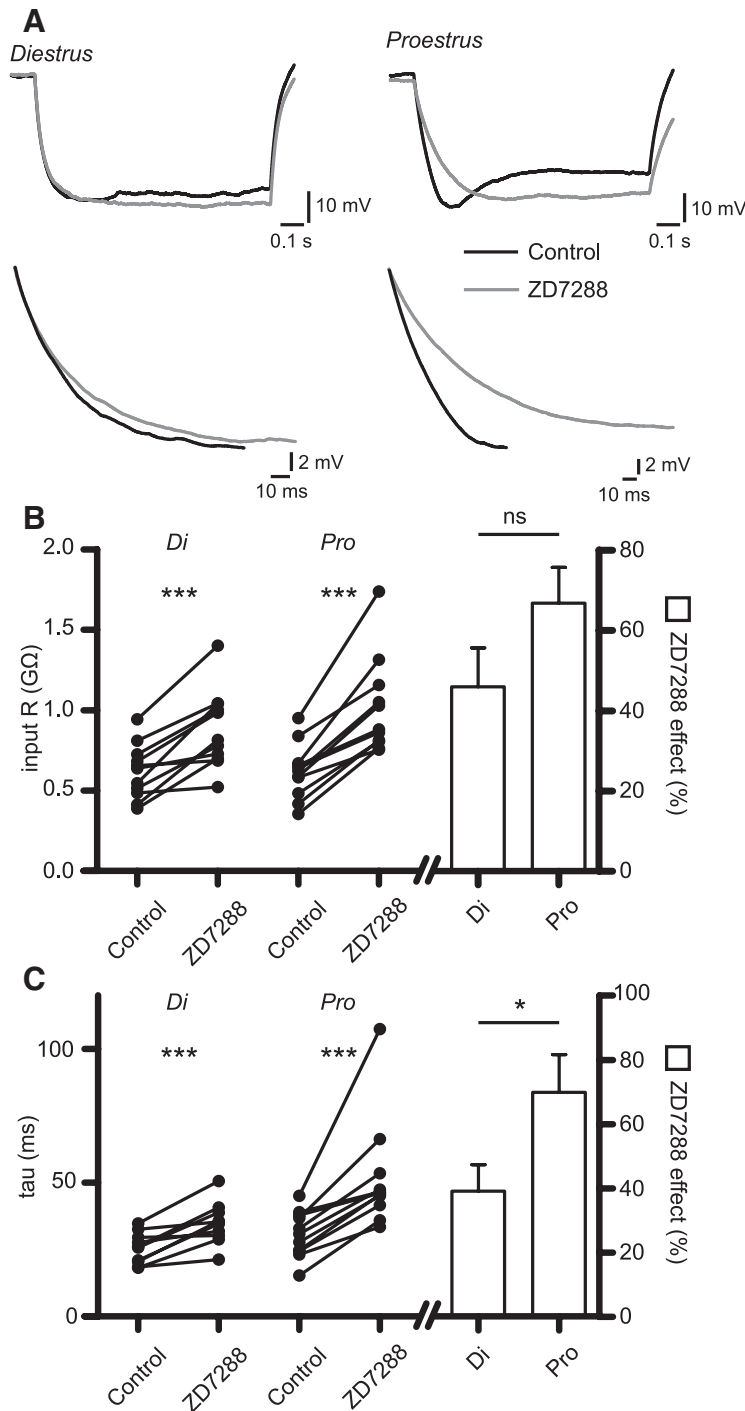 A
Diestrus
Proestrus
10 mV
0.1 s
10 mV
0.1 s
Control
ZD7288
2 mV
10 ms
2 mV
10 ms
B
ns
2.0
Di
Pro
80
***
***
1.5
60
1.0
40
0.5
20
0.0
0
input R (GΩ)
ZD7288 effect (%)
Control
ZD7288
Control
ZD7288
Di
Pro
C
Di
Pro
*
100
***
***
100
80
60
50
40
20
0
0
tau (ms)
ZD7288 effect (%)
Control
ZD7288
Control
ZD7288
Di
Pro